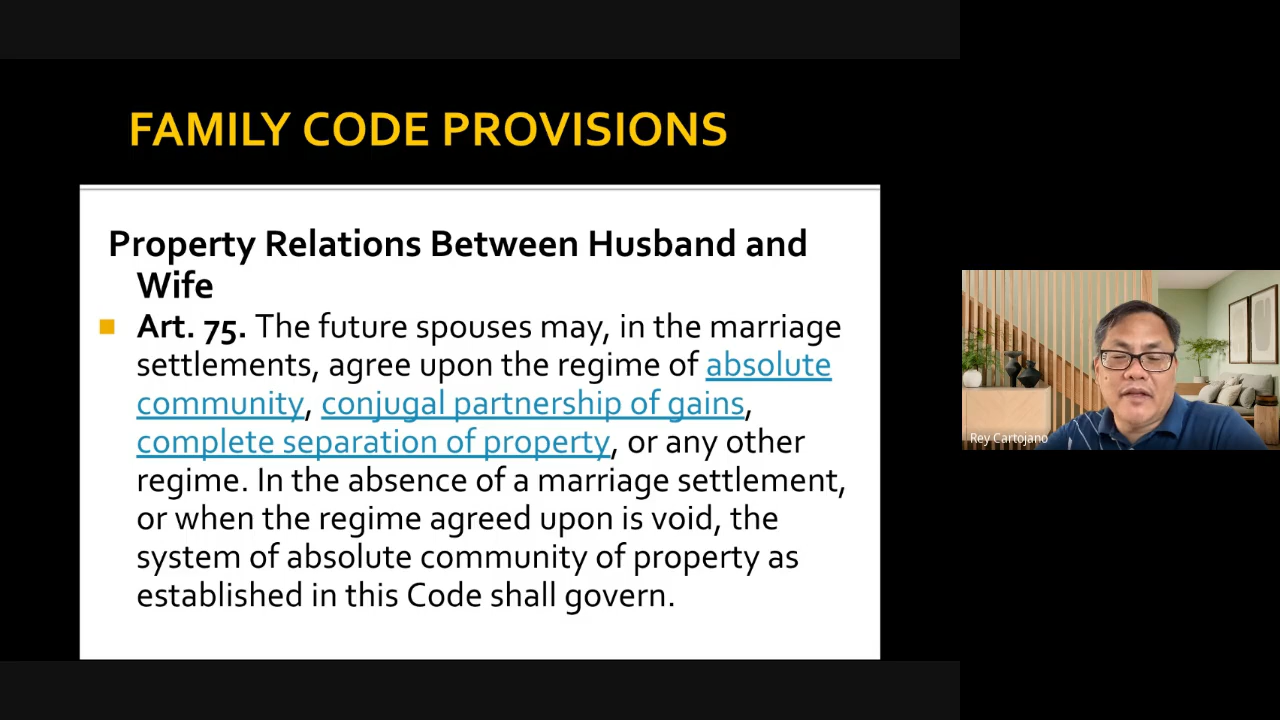 FAMILY CODE PROVISIONS
Property Relations Between Husband and
Wife
Art. 75. The future spouses may, in the marriage
settlements, agree upon the regime of absolute
community, conjugal partnership of gains,
complete separation of property, or any other
regime. In the absence of a marriage settlement,
or when the regime agreed upon is void, the
system of absolute community of property as
established in this Code shall govern.
Rey Cartojano